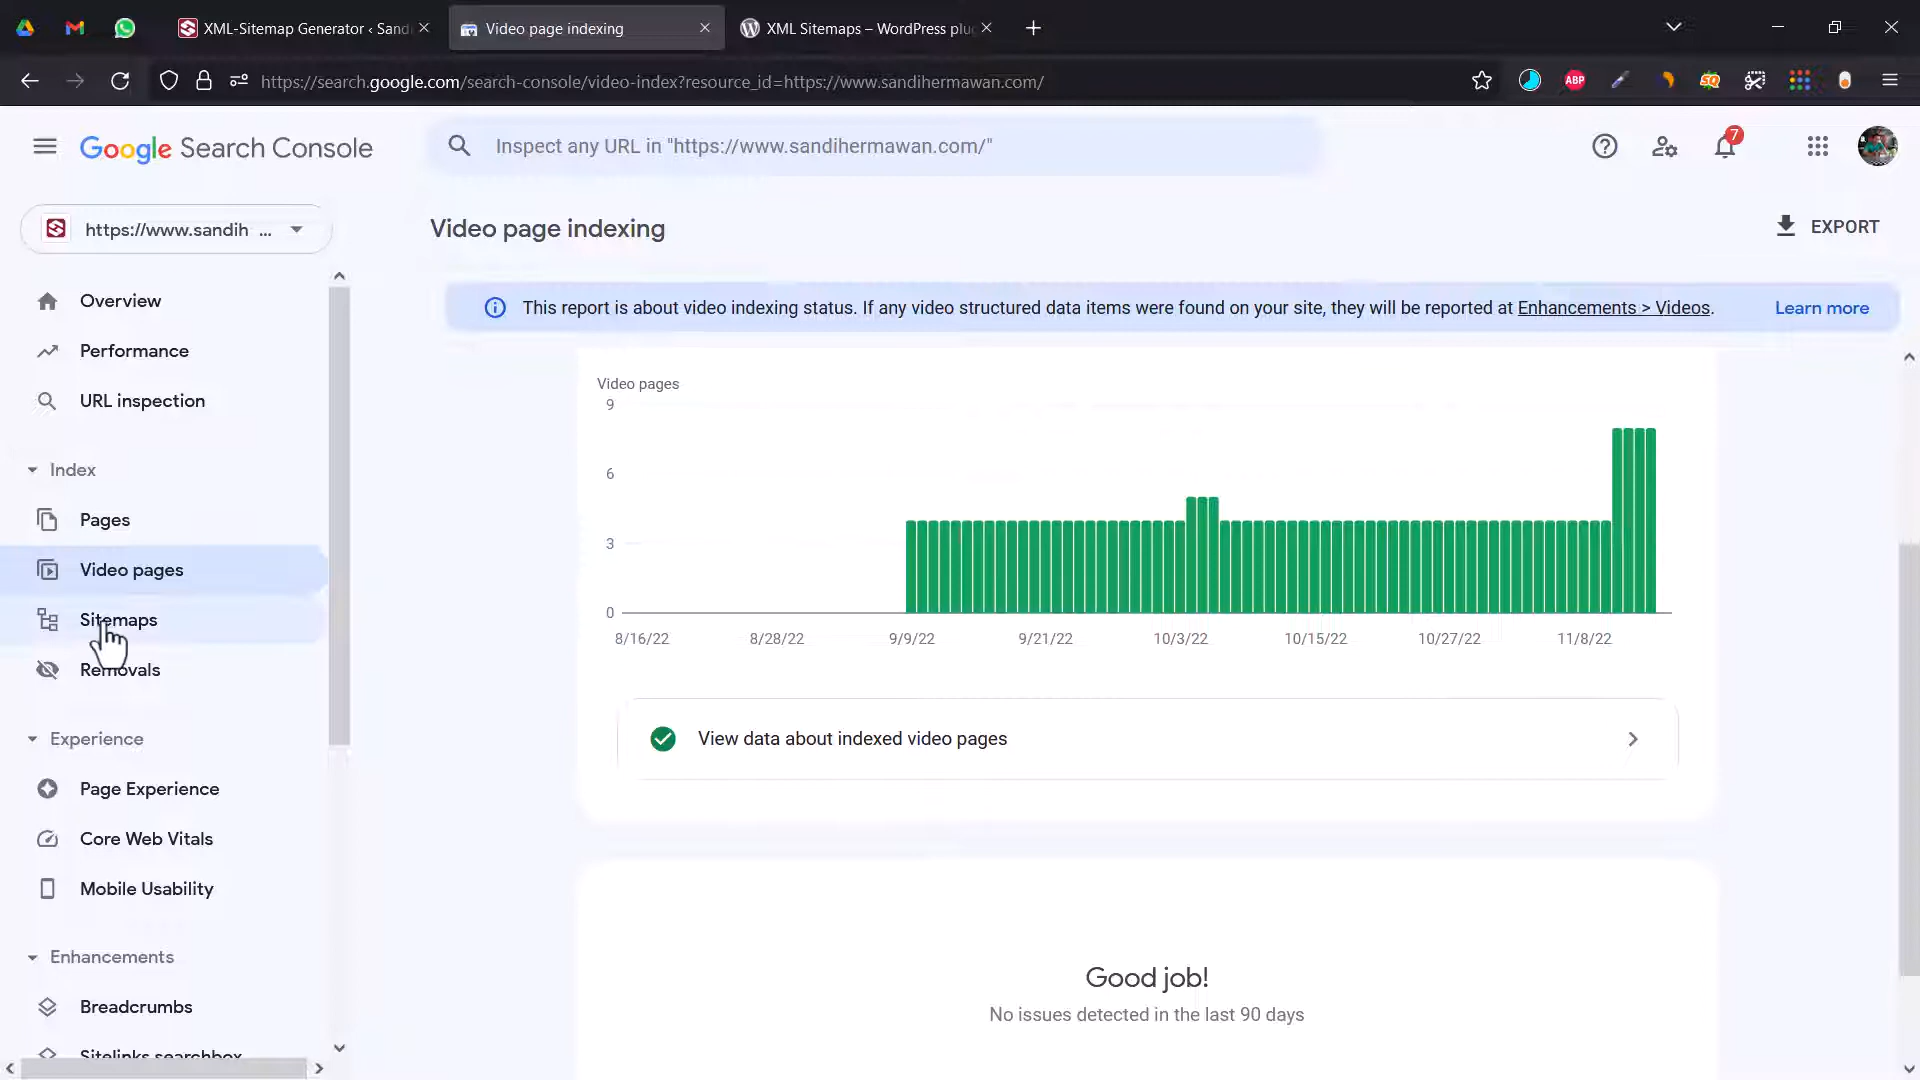 XML-Sitemap Generator ‹ Sandi
Video page indexing
XML Sitemaps – WordPress plug
https://search.google.com/search-console/video-index?resource_id=https://www.sandihermawan.com/
ABP
SQ
Google Search Console
Inspect any URL in "https://www.sandihermawan.com/"
7
https://www.sandih ...
Video page indexing
EXPORT
This report is about video indexing status. If any video structured data items were found on your site, they will be reported at Enhancements > Videos.
Learn more
Overview
Performance
URL inspection
Index
Pages
Video pages
Sitemaps
Removals
Experience
Page Experience
Core Web Vitals
Mobile Usability
Enhancements
Breadcrumbs
Sitelinks searchbox
Video pages
9
6
3
0
8/16/22
8/28/22
9/9/22
9/21/22
10/3/22
10/15/22
10/27/22
11/8/22
View data about indexed video pages
Good job!
No issues detected in the last 90 days